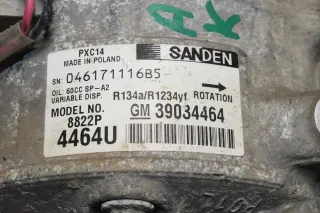 AK
PXC14
MADE IN POLAND
SANDEN
SN: 046171116B5
OIL: 60CC SP-A2
VARIABLE DISP. R134a/R1234yf ROTATION
MODEL NO.
8822P
4464U
GM 39034464